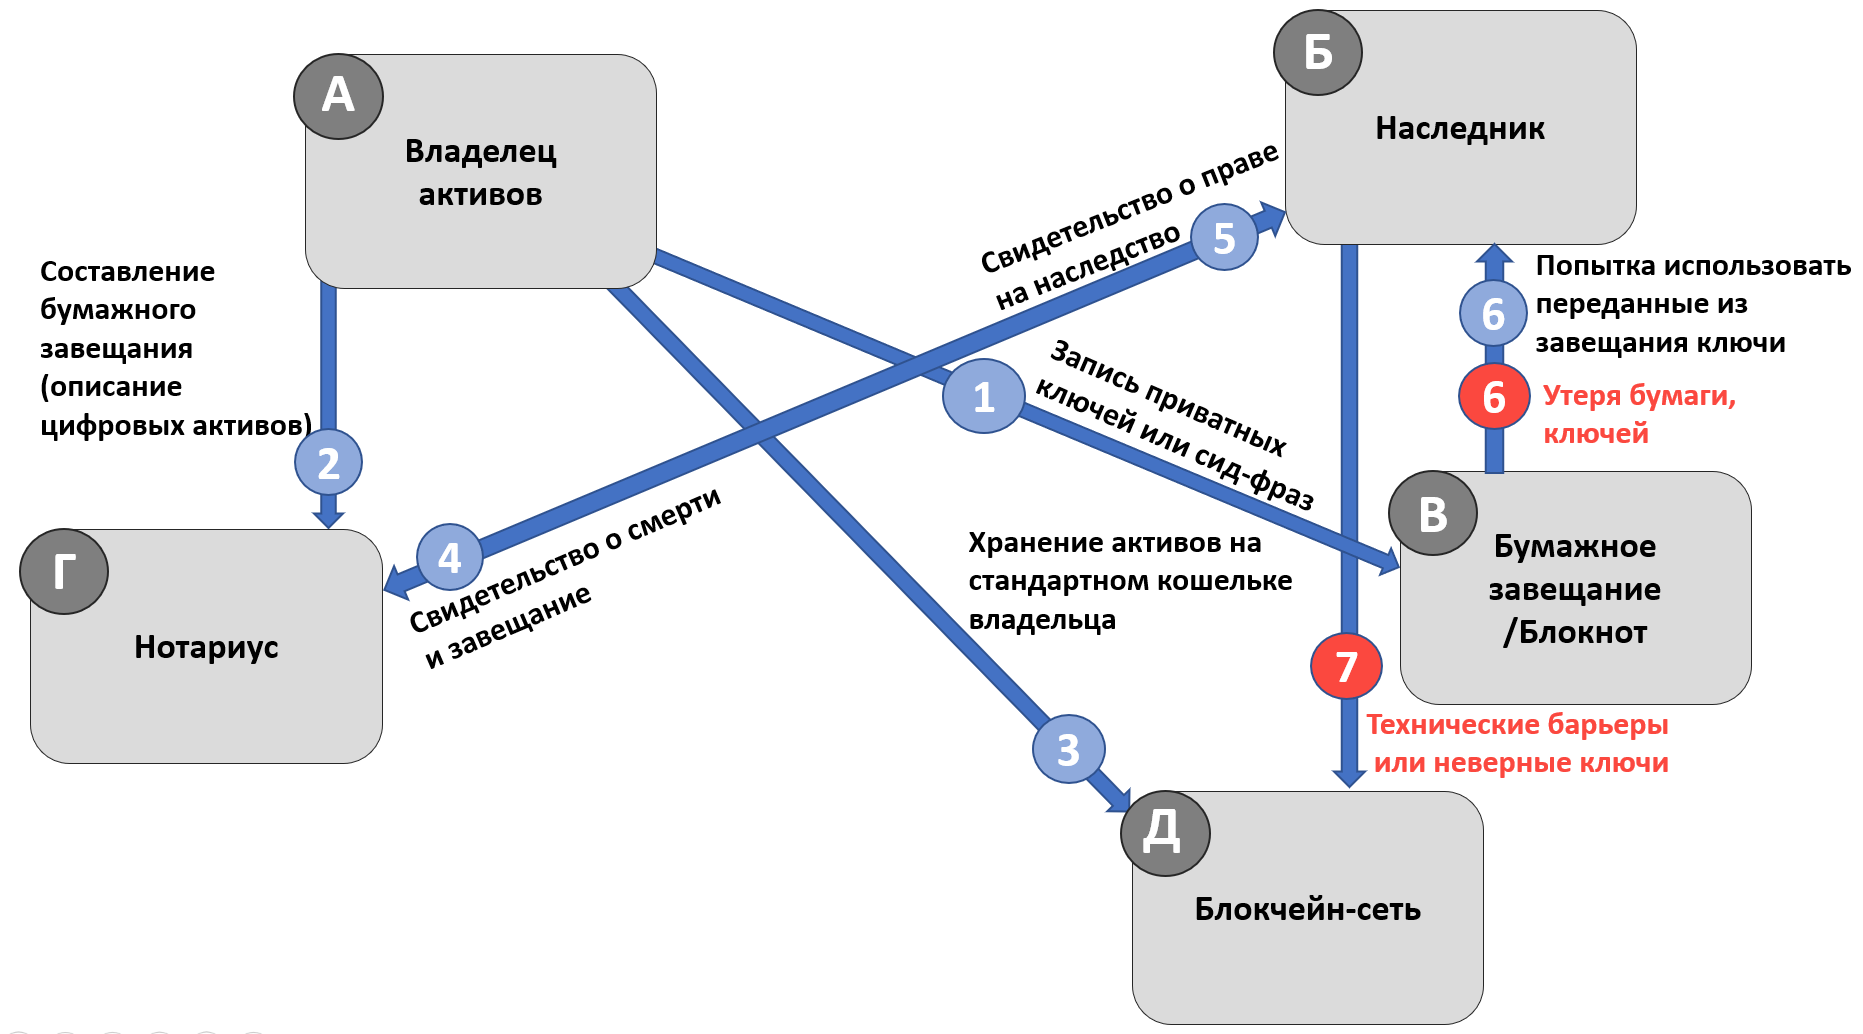 А
Владелец
активов
Б
Наследник
Свидетельство о праве
на наследство
5
Составление
бумажного
завещания
(описание
цифровых активов)
2
Попытка использовать
переданные из
завещания ключи
6
6
Утеря бумаги,
ключей
1
Запись приватных
ключей или сид-фраз
В
Бумажное
завещание
/Блокнот
Г
Нотариус
4
Свидетельство о смерти
и завещание
Хранение активов на
стандартном кошельке
владельца
3
7
Технические барьеры
или неверные ключи
Д
Блокчейн-сеть